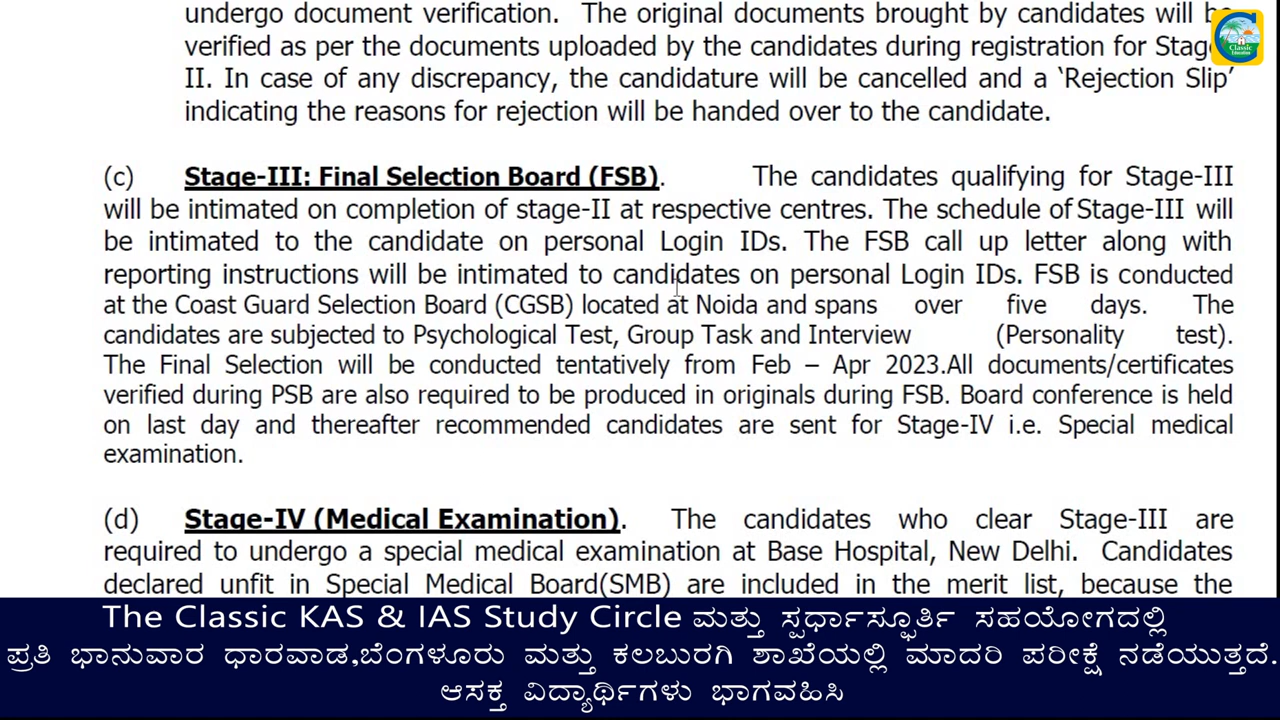 undergo document verification. The original documents brought by candidates will be
verified as per the documents uploaded by the candidates during registration for Stage
II. In case of any discrepancy, the candidature will be cancelled and a ‘Rejection Slip’
indicating the reasons for rejection will be handed over to the candidate.
(c) Stage-III: Final Selection Board (FSB). The candidates qualifying for Stage-III
will be intimated on completion of stage-II at respective centres. The schedule of Stage-III will
be intimated to the candidate on personal Login IDs. The FSB call up letter along with
reporting instructions will be intimated to candidates on personal Login IDs. FSB is conducted
at the Coast Guard Selection Board (CGSB) located at Noida and spans over five days. The
candidates are subjected to Psychological Test, Group Task and Interview (Personality test).
The Final Selection will be conducted tentatively from Feb – Apr 2023.All documents/certificates
verified during PSB are also required to be produced in originals during FSB. Board conference is held
on last day and thereafter recommended candidates are sent for Stage-IV i.e. Special medical
examination.
(d) Stage-IV (Medical Examination). The candidates who clear Stage-III are
required to undergo a special medical examination at Base Hospital, New Delhi. Candidates
declared unfit in Special Medical Board(SMB) are included in the merit list, because the
The Classic KAS & IAS Study Circle ಮತ್ತು ಸ್ಪರ್ಧಾಸ್ಫೂರ್ತಿ ಸಹಯೋಗದಲ್ಲಿ
ಪ್ರತಿ ಭಾನುವಾರ ಧಾರವಾಡ,ಬೆಂಗಳೂರು ಮತ್ತು ಕಲಬುರಗಿ ಶಾಖೆಯಲ್ಲಿ ಮಾದರಿ ಪರೀಕ್ಷೆ ನಡೆಯುತ್ತದೆ.
ಆಸಕ್ತ ವಿದ್ಯಾರ್ಥಿಗಳು ಭಾಗವಹಿಸಿ
Classic
Education